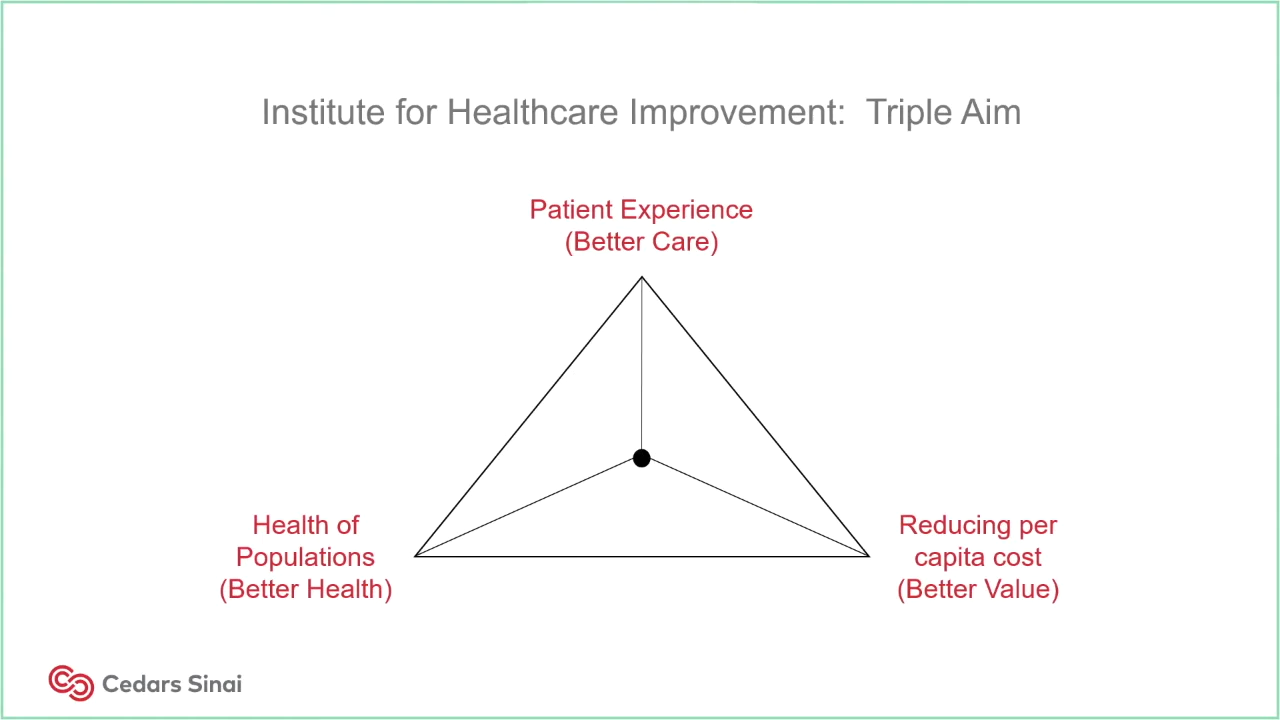 Institute for Healthcare Improvement:  Triple Aim
Patient Experience
(Better Care)
Health of
Populations
(Better Health)
Reducing per
capita cost
(Better Value)
Cedars Sinai